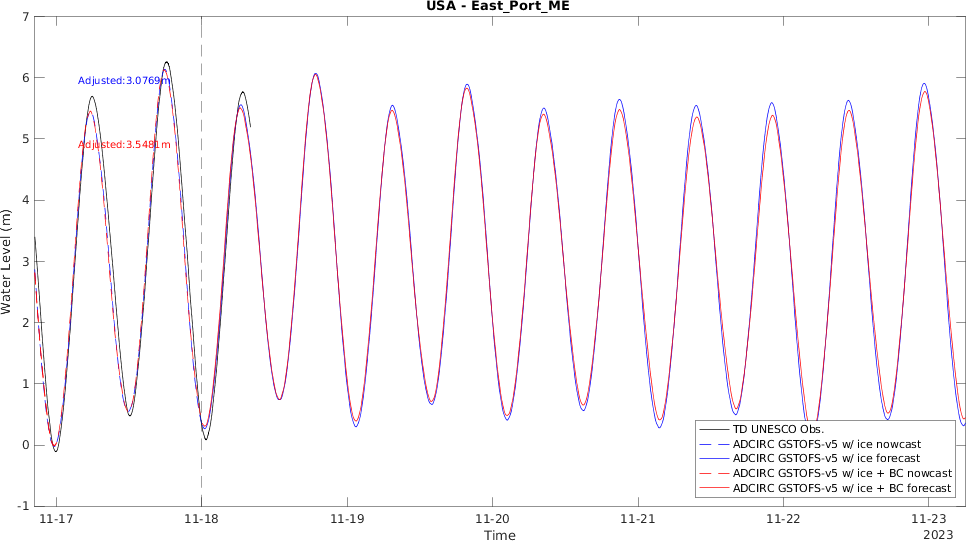 USA - East_Port_ME
7
6
5
4
3
2
1
0
-1
Water Level (m)
Adjusted:3.0769m
Adjusted:3.5481m
TD UNESCO Obs.
ADCIRC GSTOFS-v5 w/ ice nowcast
ADCIRC GSTOFS-v5 w/ ice forecast
ADCIRC GSTOFS-v5 w/ ice + BC nowcast
ADCIRC GSTOFS-v5 w/ ice + BC forecast
11-17 11-18 11-19 11-20 11-21 11-22 11-23
Time
2023